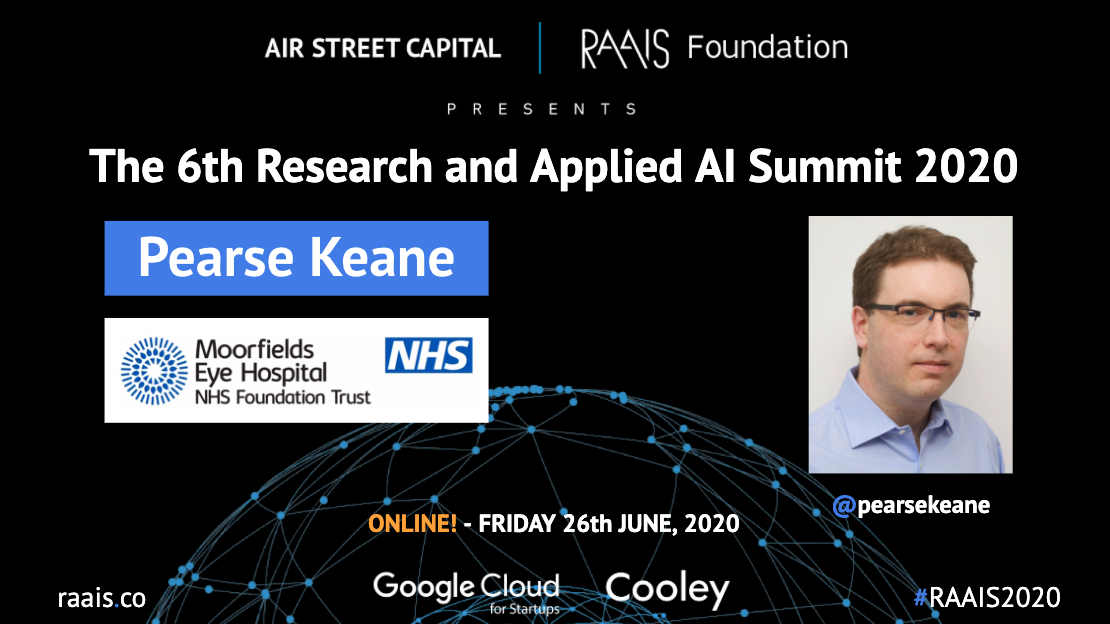 AIR STREET CAPITAL
RAAIS Foundation
PRESENTS
The 6th Research and Applied AI Summit 2020
Pearse Keane
Moorfields
Eye Hospital
NHS Foundation Trust
NHS
@pearsekeane
ONLINE! - FRIDAY 26th JUNE, 2020
raais.co
Google Cloud
for Startups
Cooley
#RAAIS2020